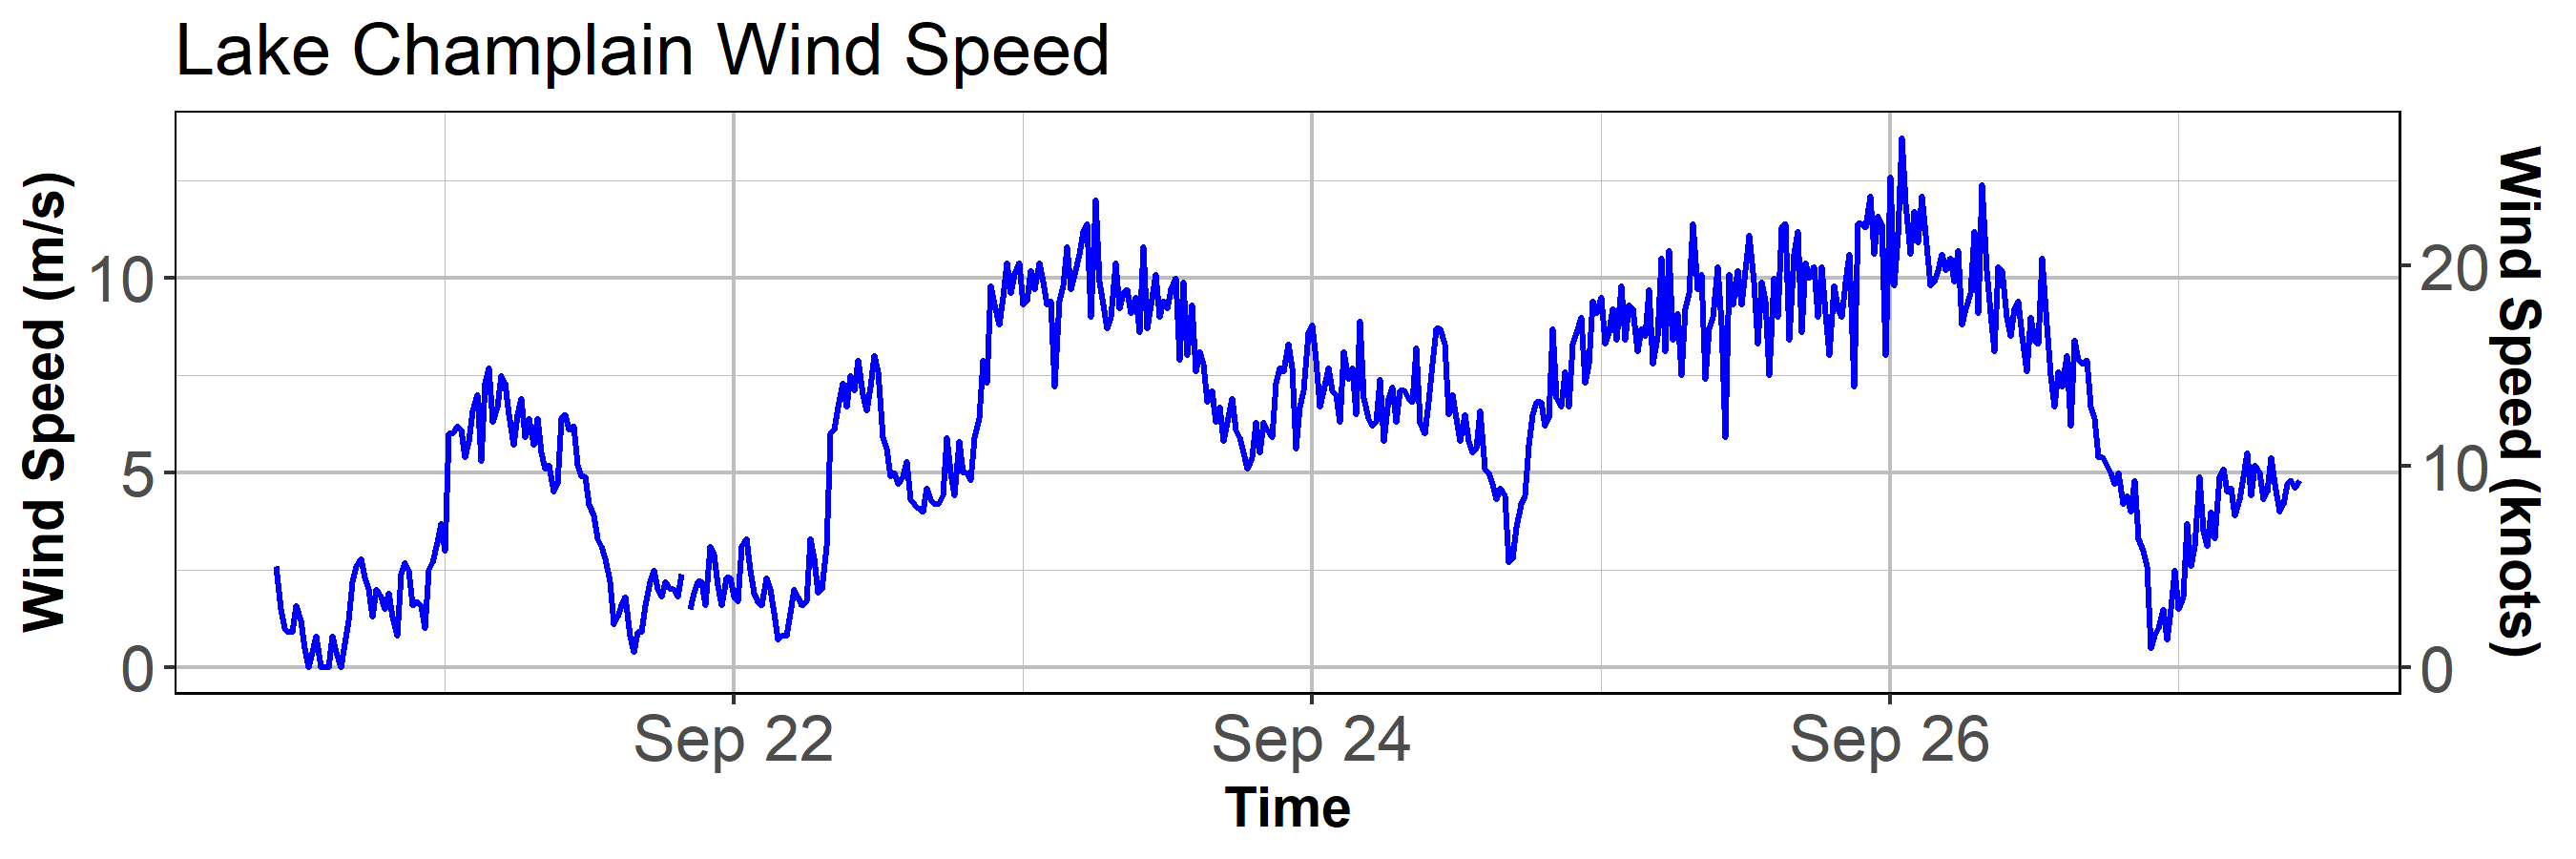 Lake Champlain Wind Speed
Wind Speed (m/s)
10
5
0
20
10
0
Wind Speed (knots)
Sep 22
Sep 24
Sep 26
Time